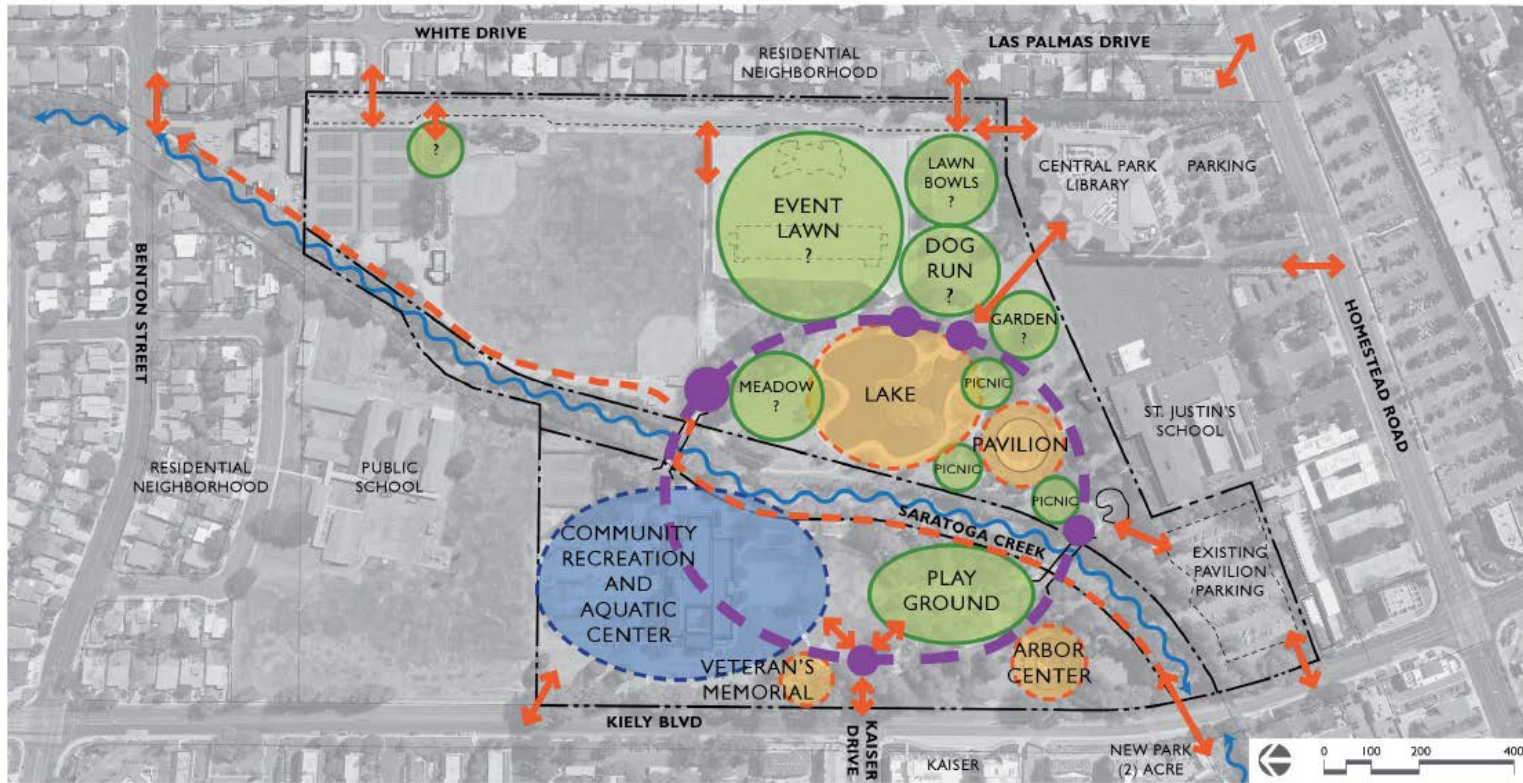 WHITE DRIVE
LAS PALMAS DRIVE
RESIDENTIAL
NEIGHBORHOOD
?
LAWN
BOWLS
?
CENTRAL PARK
LIBRARY
PARKING
EVENT
LAWN
?
DOG
RUN
?
BENTON STREET
GARDEN
?
HOMESTEAD ROAD
MEADOW
?
LAKE
PICNIC
PAVILION
ST. JUSTIN'S
SCHOOL
RESIDENTIAL
NEIGHBORHOOD
PUBLIC
SCHOOL
PICNIC
PICNIC
SARATOGA CREEK
COMMUNITY
RECREATION
AND
AQUATIC
CENTER
EXISTING
PAVILION
PARKING
PLAY
GROUND
VETERAN'S
MEMORIAL
ARBOR
CENTER
KIELY BLVD
KAISER
DRIVE
KAISER
NEW PARK
(2) ACRE
0 100 200 400